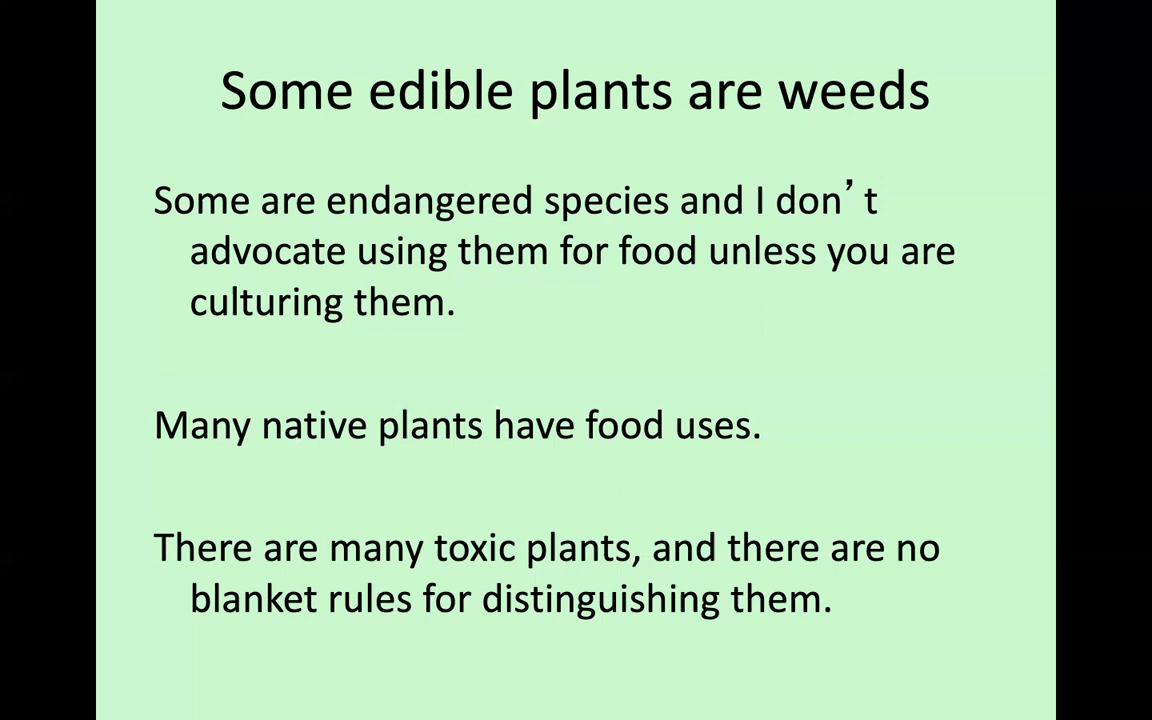 Some edible plants are weeds
Some are endangered species and I don’t
advocate using them for food unless you are
culturing them.
Many native plants have food uses.
There are many toxic plants, and there are no
blanket rules for distinguishing them.